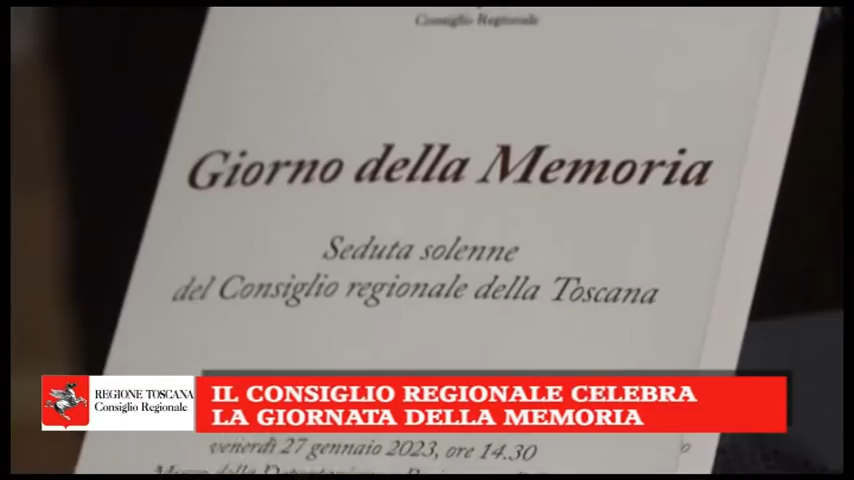 Consiglio Regionale
Giorno della Memoria
Seduta solenne
del Consiglio regionale della Toscana
REGIONE TOSCANA
Consiglio Regionale
IL CONSIGLIO REGIONALE CELEBRA
LA GIORNATA DELLA MEMORIA
venerdì 27 gennaio 2023, ore 14.30